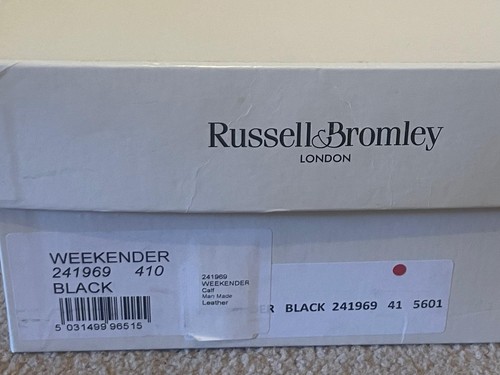 Russell&Bromley
LONDON
WEEKENDER
241969 410
BLACK
5 031499 96515
241969
WEEKENDER
Calf
Man Made
Leather
ER BLACK 241969 41 5601